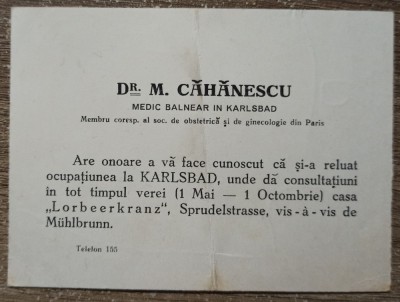 DR. M. CĂHĂNESCU
MEDIC BALNEAR IN KARLSBAD
Membru coresp. al soc. de obstetrică și de ginecologie din Paris
Are onoare a vă face cunoscut că și-a reluat
ocupațiunea la KARLSBAD, unde dă consultațiuni
in tot timpul verei (1 Mai — 1 Octombrie) casa
„Lorbeerkranz", Sprudelstrasse, vis-à-vis de
Mühlbrunn.
Telefon 155